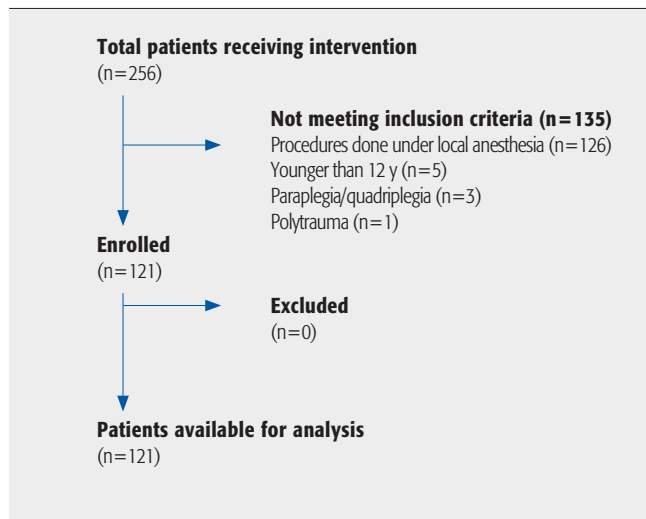 Total patients receiving intervention
(n=256)
Not meeting inclusion criteria (n=135)
Procedures done under local anesthesia (n=126)
Younger than 12 y (n=5)
Paraplegia/quadriplegia (n=3)
Polytrauma (n=1)
Enrolled
(n=121)
Excluded
(n=0)
Patients available for analysis
(n=121)